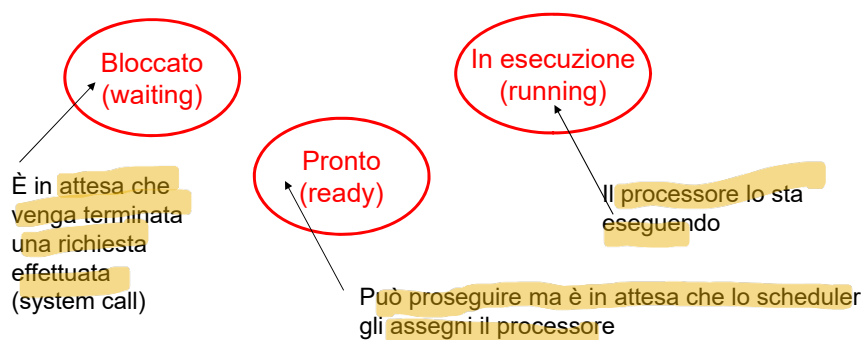 Bloccato
(waiting)
In esecuzione
(running)
Pronto
(ready)
È in attesa che
venga terminata
una richiesta
effettuata
(system call)
Il processore lo sta
eseguendo
Può proseguire ma è in attesa che lo scheduler
gli assegni il processore